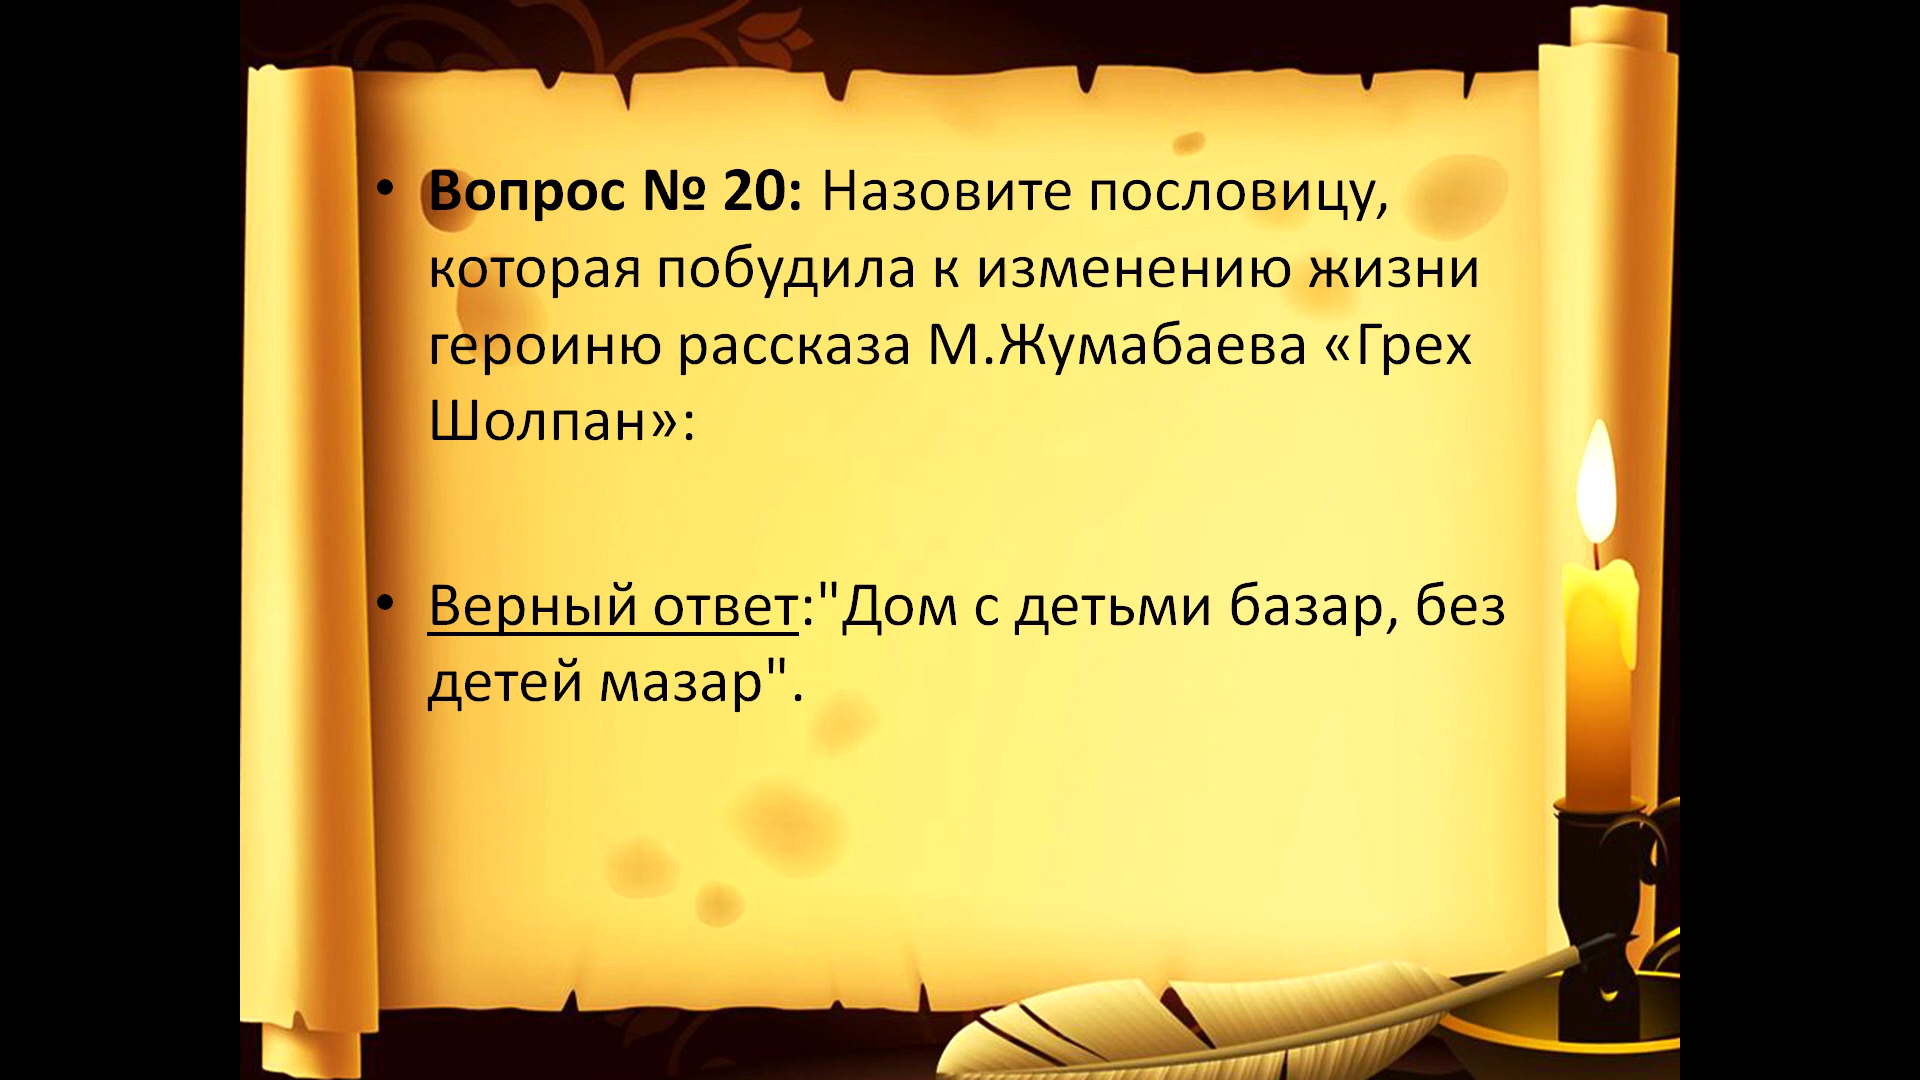 • Вопрос № 20: Назовите пословицу,
которая побудила к изменению жизни
героиню рассказа М.Жумабаева «Грех
Шолпан»:
• Верный ответ:"Дом с детьми базар, без
детей мазар".